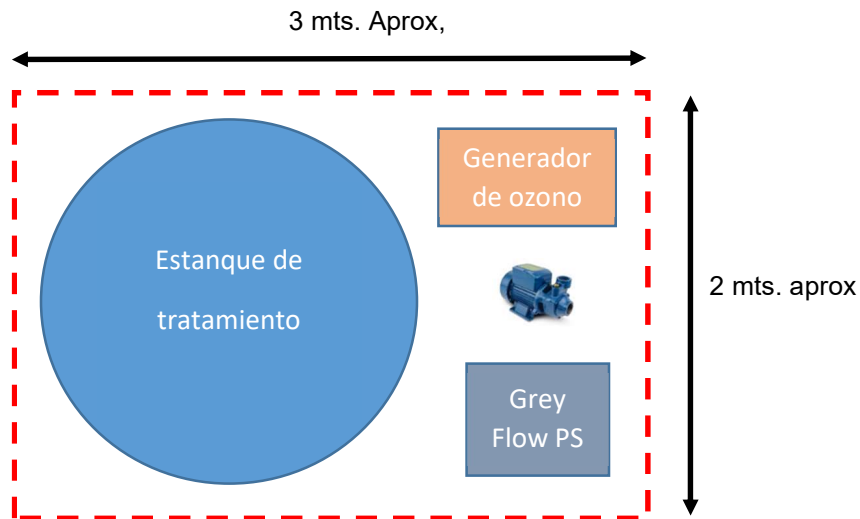 3 mts. Aprox,
Generador
de ozono
Estanque de
tratamiento
2 mts. aprox
Grey
Flow PS